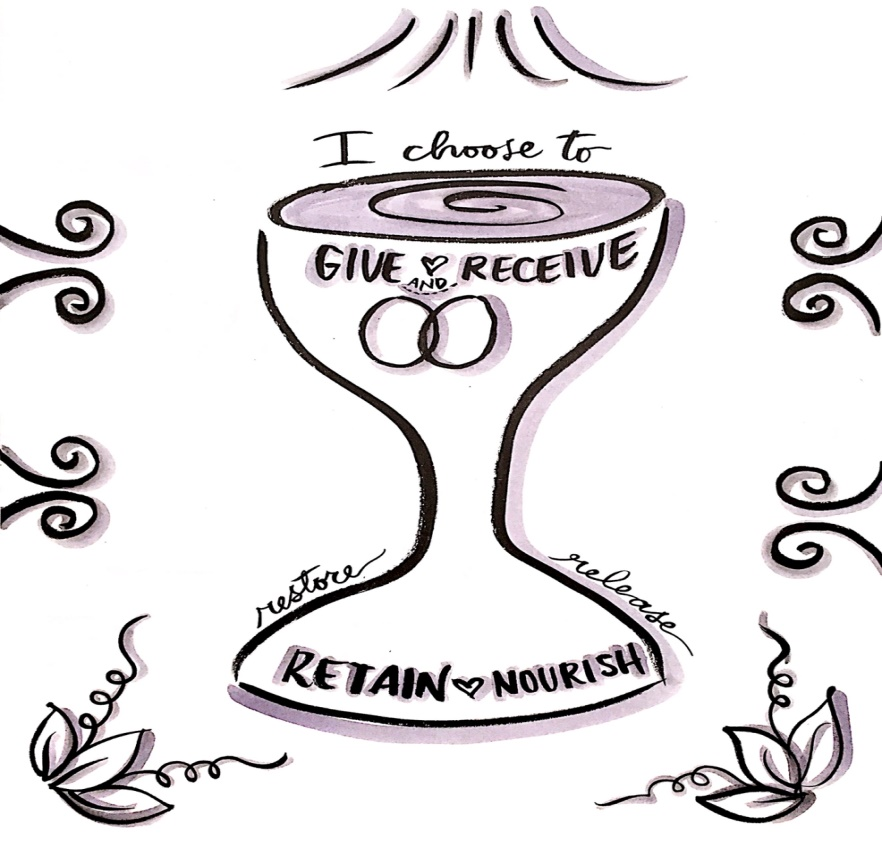 I choose to
GIVE ♡ RECEIVE
AND
restore
release
RETAIN ♡ NOURISH